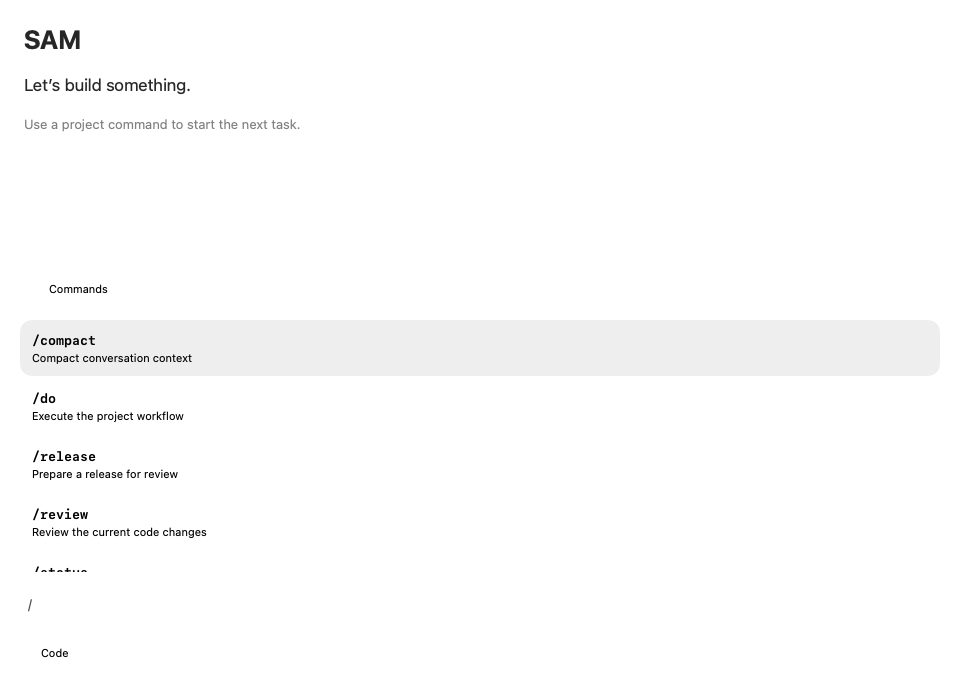 SAM
Let’s build something.
Use a project command to start the next task.
Commands
/compact
Compact conversation context
/do
Execute the project workflow
/release
Prepare a release for review
/review
Review the current code changes
/status
/
Code